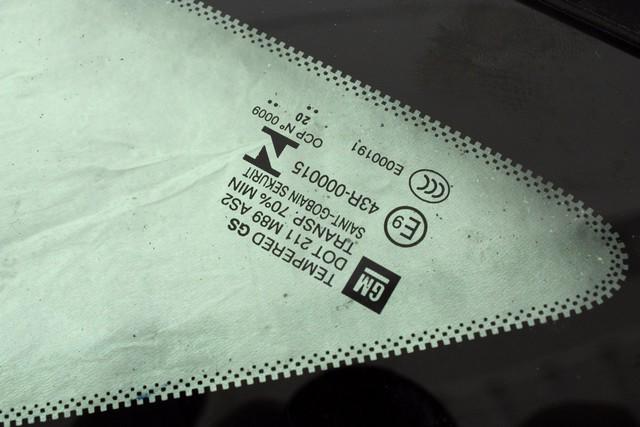 GM
TEMPERED GS
DOT 211 M89 AS2
TRANSP. 70% MIN
SAINT-GOBAIN SEKURIT
E9
43R-000015
CCC
E000191
OCP Nº 0009
.. 20 ..